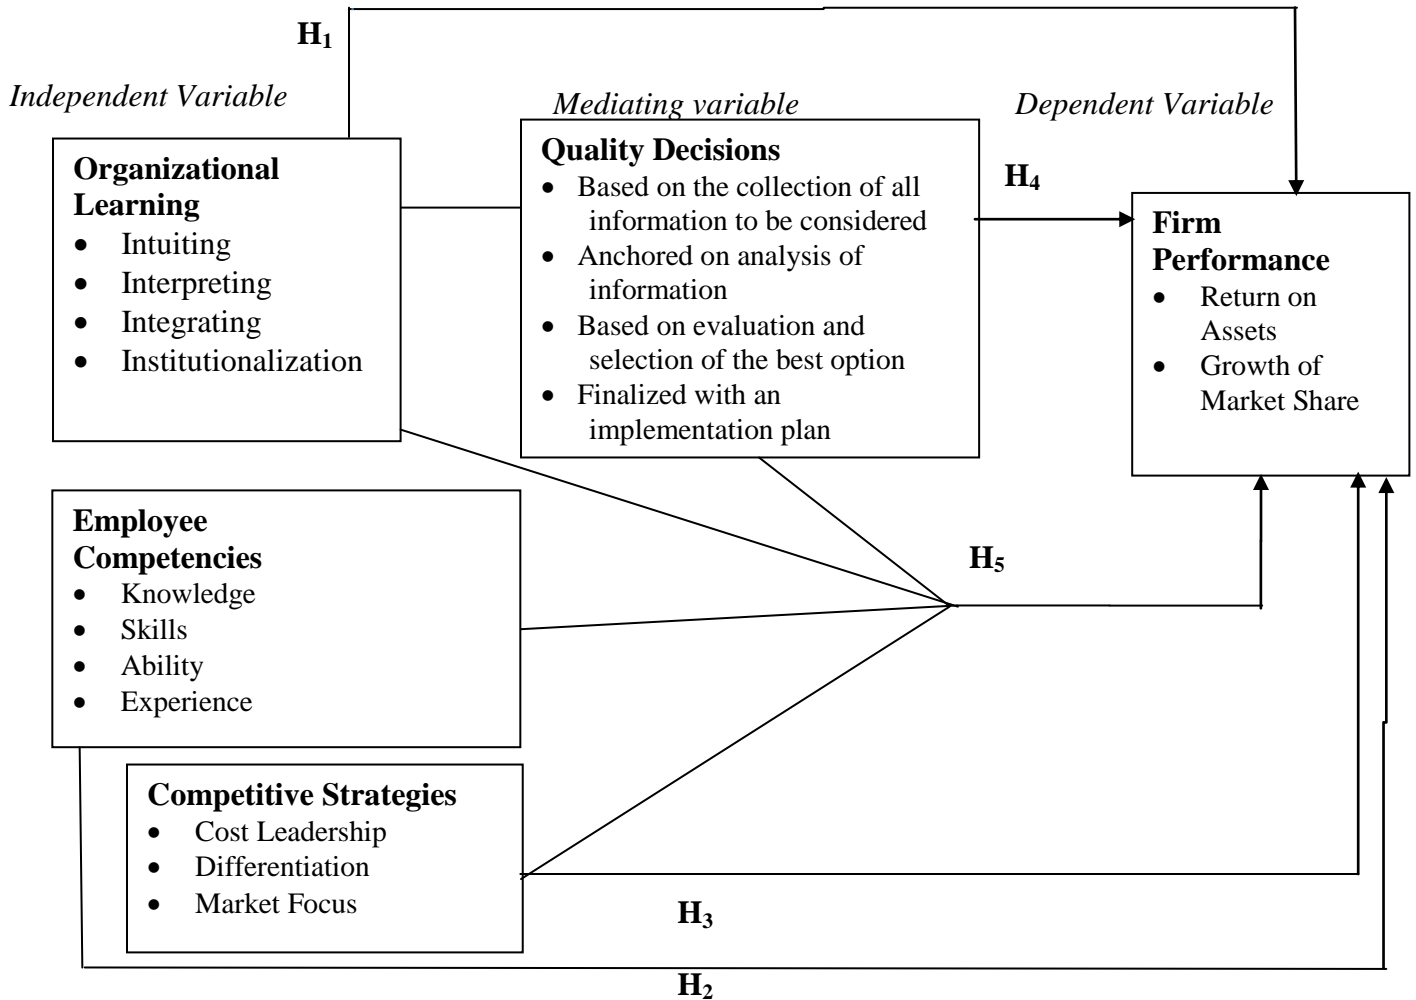 H1
Independent Variable
Mediating variable
Dependent Variable
Organizational
Learning
• Intuiting
• Interpreting
• Integrating
• Institutionalization
Quality Decisions
• Based on the collection of all
information to be considered
• Anchored on analysis of
information
• Based on evaluation and
selection of the best option
• Finalized with an
implementation plan
H4
Firm
Performance
• Return on
Assets
• Growth of
Market Share
Employee
Competencies
• Knowledge
• Skills
• Ability
• Experience
H5
Competitive Strategies
• Cost Leadership
• Differentiation
• Market Focus
H3
H2